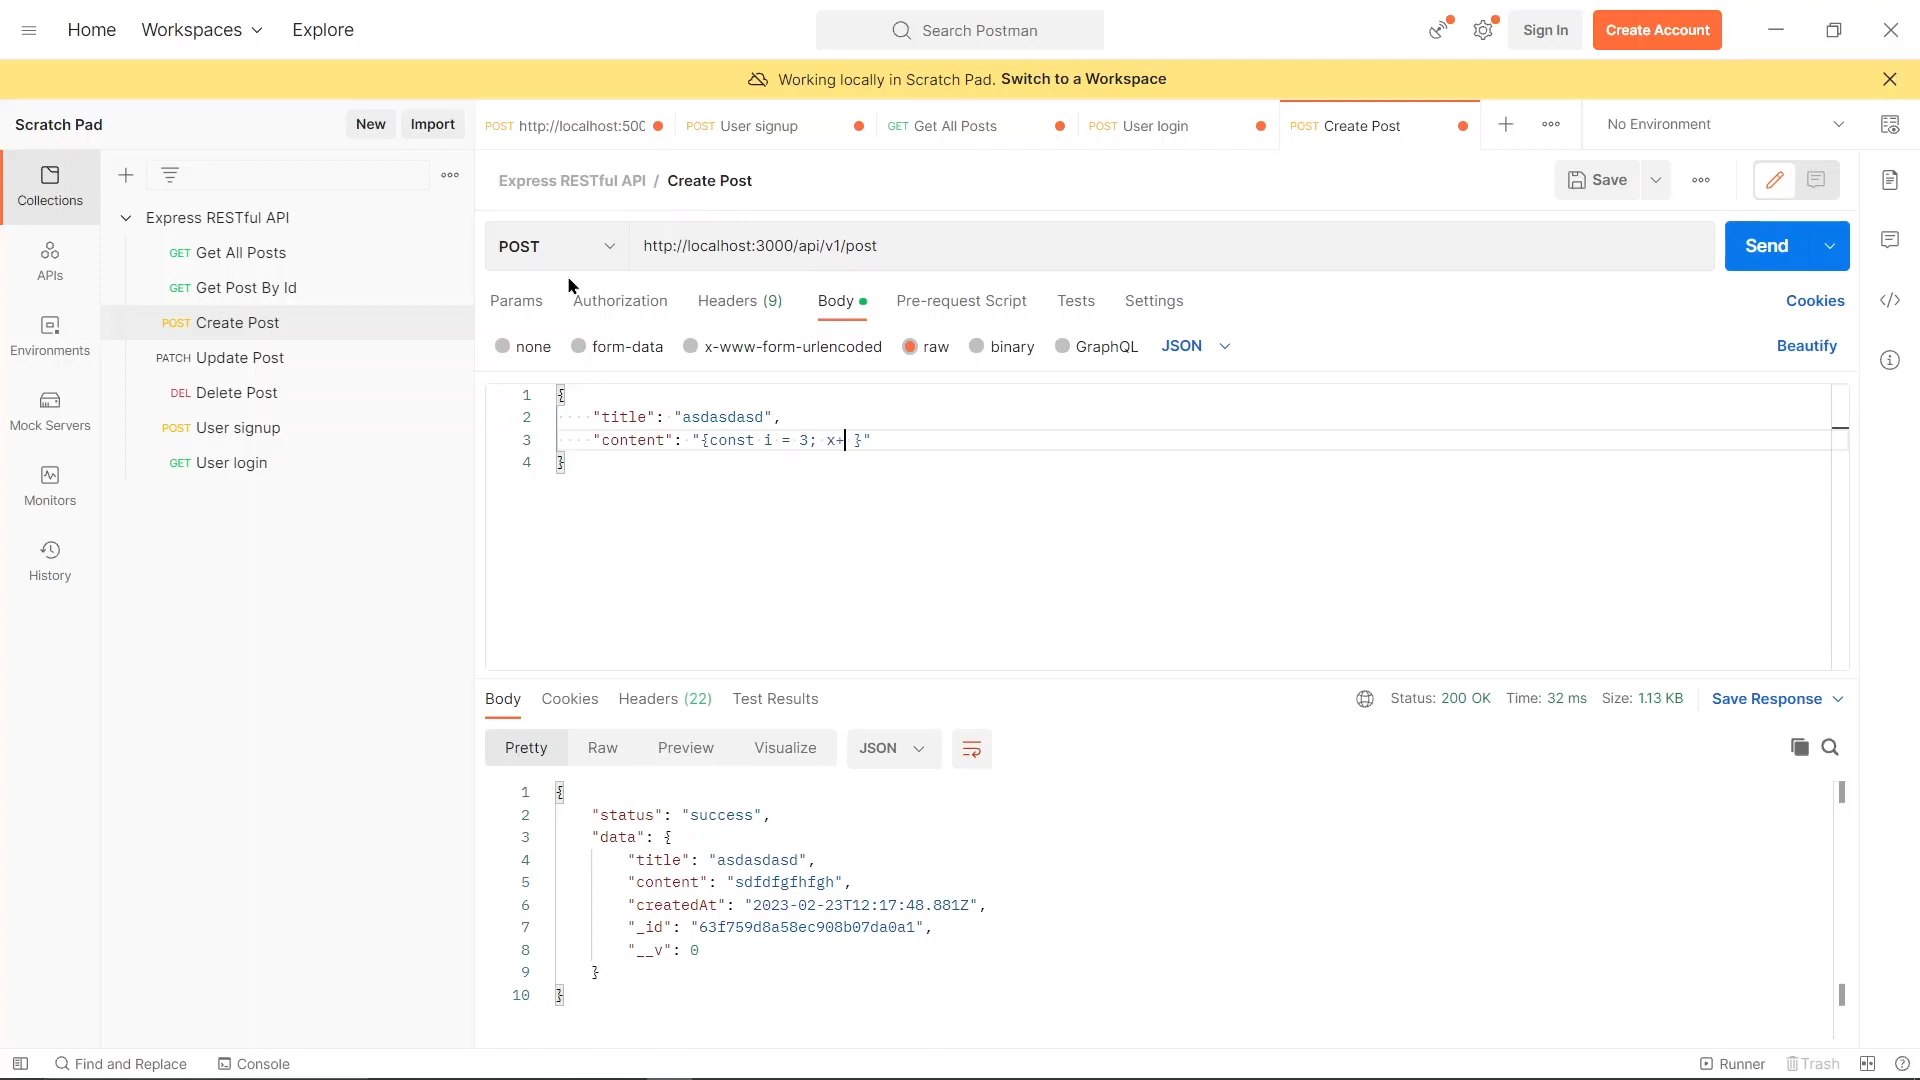 Home Workspaces Explore Search Postman Sign In Create Account
Working locally in Scratch Pad. Switch to a Workspace
Scratch Pad New Import
POST http://localhost:500 POST User signup GET Get All Posts POST User login POST Create Post No Environment
Collections
APIs
Environments
Mock Servers
Monitors
History
Express RESTful API
GET Get All Posts
GET Get Post By Id
POST Create Post
PATCH Update Post
DEL Delete Post
POST User signup
GET User login
Express RESTful API / Create Post Save
POST http://localhost:3000/api/v1/post Send
Params Authorization Headers (9) Body Pre-request Script Tests Settings Cookies
none form-data x-www-form-urlencoded raw binary GraphQL JSON Beautify
1 {
2 "title": "asdasdasd",
3 "content": "{const i = 3; x+ }"
4 }
Body Cookies Headers (22) Test Results Status: 200 OK Time: 32 ms Size: 1.13 KB Save Response
Pretty Raw Preview Visualize JSON
1 {
2 "status": "success",
3 "data": {
4 "title": "asdasdasd",
5 "content": "sdfdfgfhfgh",
6 "createdAt": "2023-02-23T12:17:48.881Z",
7 "_id": "63f759d8a58ec908b07da0a1",
8 "__v": 0
9 }
10 }
Find and Replace Console Runner Trash